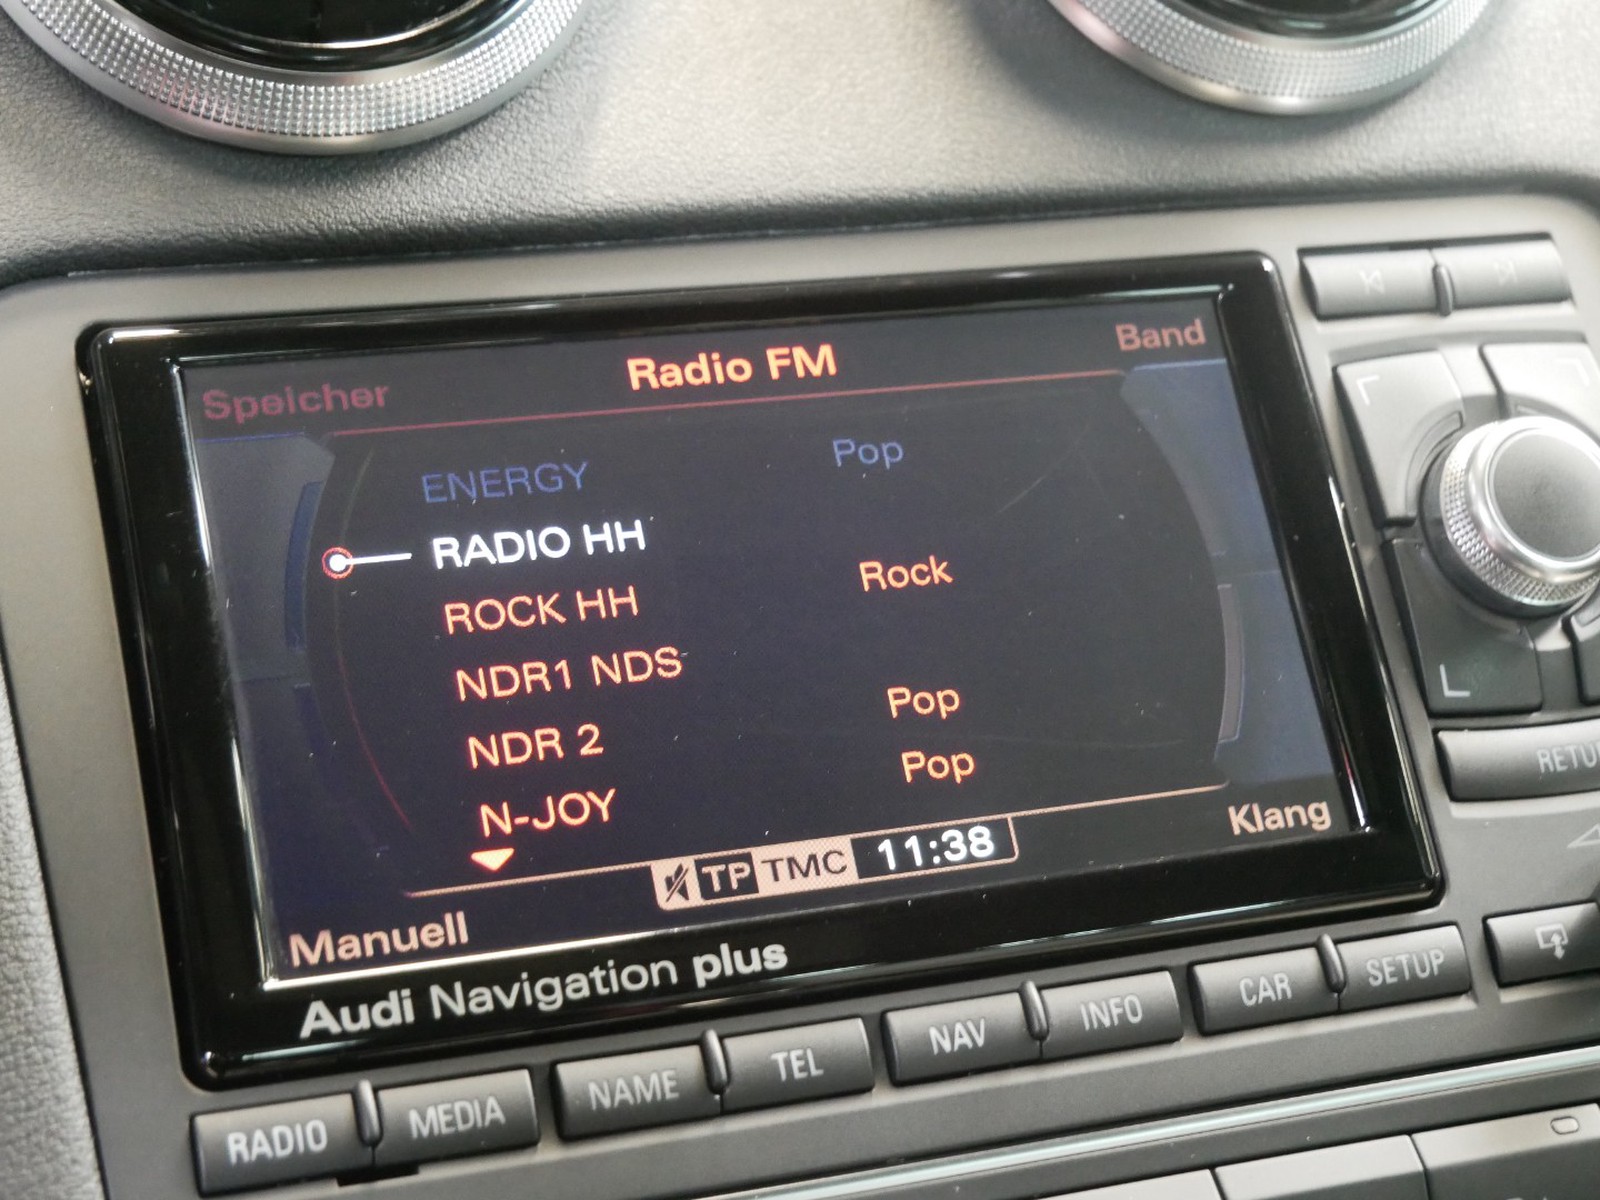 Speicher
Radio FM
Band
ENERGY Pop
RADIO HH
ROCK HH Rock
NDR1 NDS
NDR 2 Pop
N-JOY Pop
TP TMC 11:38
Klang
Manuell
Audi Navigation plus
RADIO MEDIA NAME TEL NAV INFO CAR SETUP